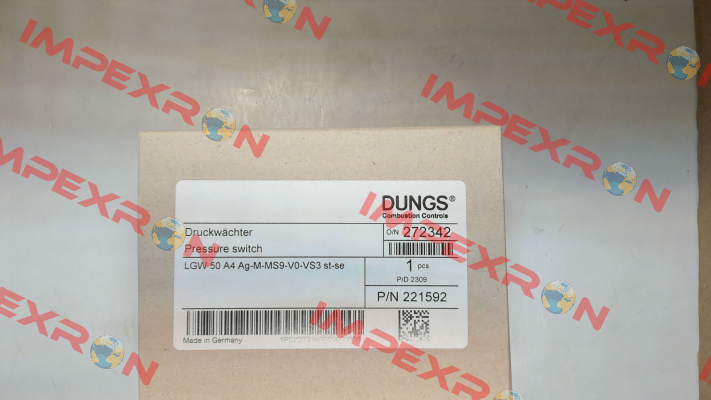 DUNGS®
Combustion Controls
Druckwächter
Pressure switch
O/N 272342
LGW 50 A4 Ag-M-MS9-V0-VS3 st-se
1 pcs
P/D 2309
P/N 221592
Made in Germany
IMPEXRON
IMPEXRON
IMPEXRON
IMPEXRON
IMPEXRON
IMPEXRON
IMPEXRON
IMPEXRON